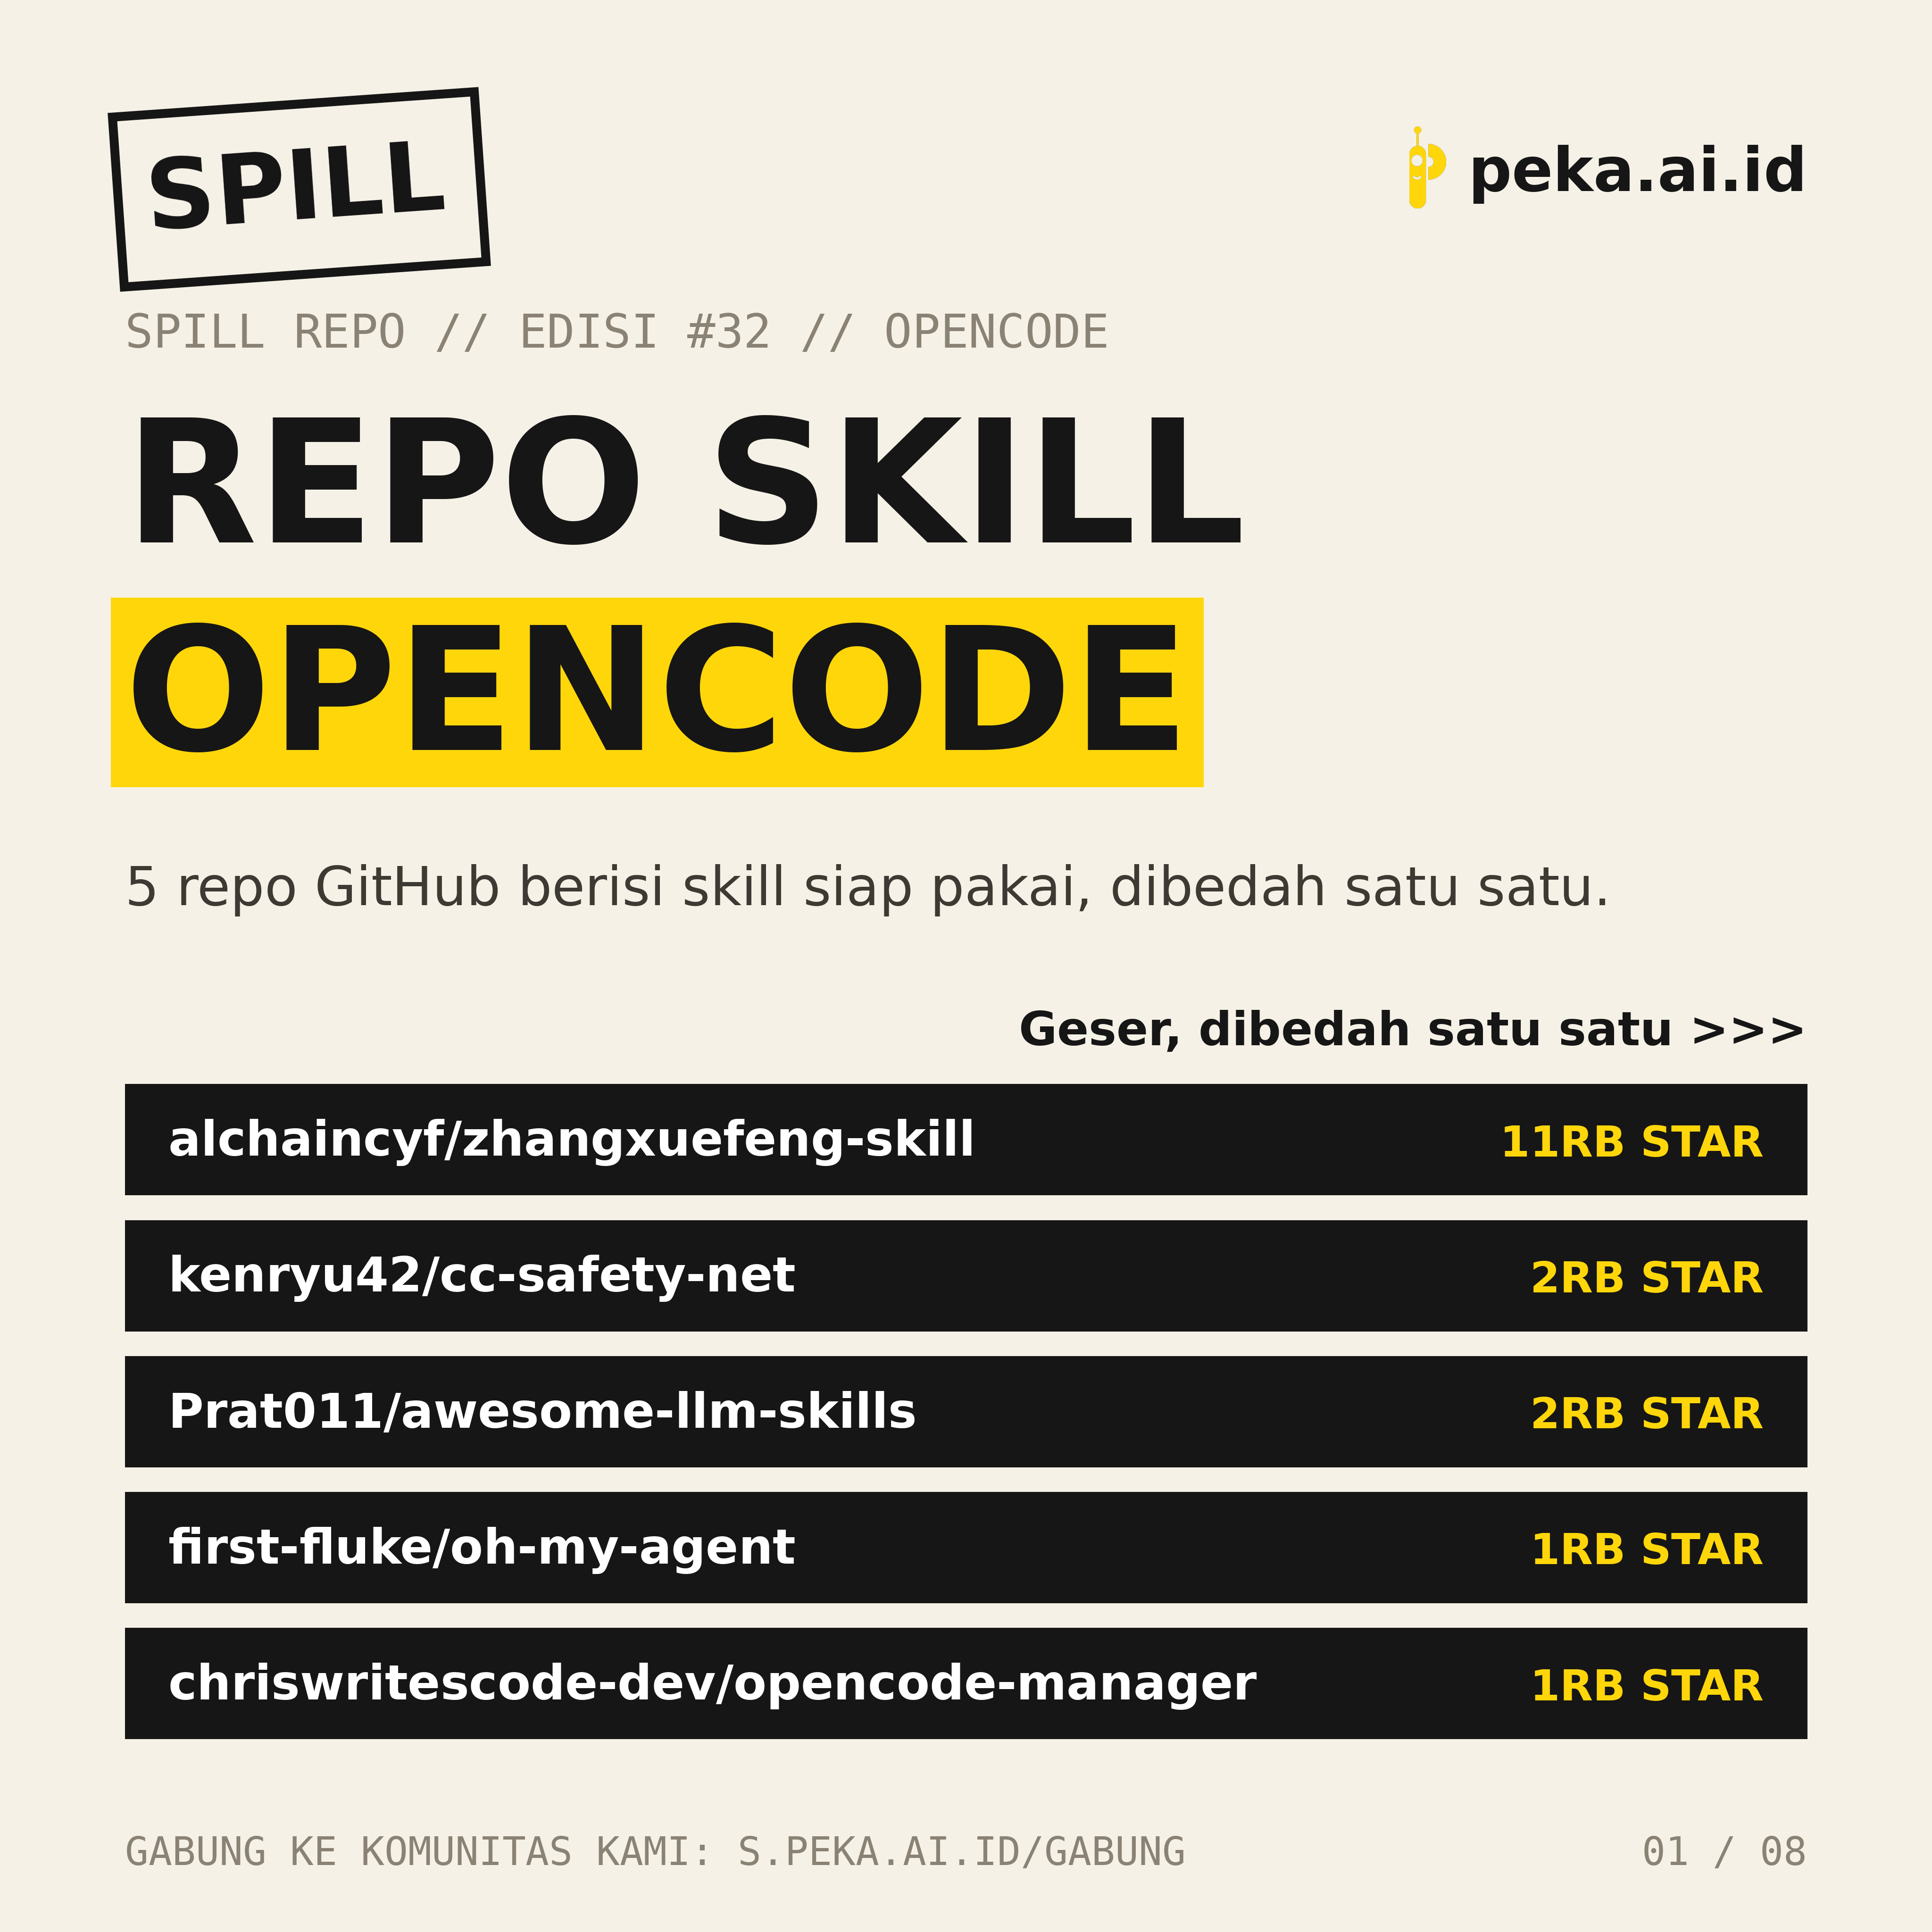 SPILL
peka.ai.id
SPILL REPO // EDISI #32 // OPENCODE
REPO SKILL
OPENCODE
5 repo GitHub berisi skill siap pakai, dibedah satu satu.
Geser, dibedah satu satu >>>
alchaincyf/zhangxuefeng-skill 11RB STAR
kenryu42/cc-safety-net 2RB STAR
Prat011/awesome-llm-skills 2RB STAR
first-fluke/oh-my-agent 1RB STAR
chriswritescode-dev/opencode-manager 1RB STAR
GABUNG KE KOMUNITAS KAMI: S.PEKA.AI.ID/GABUNG 01 / 08